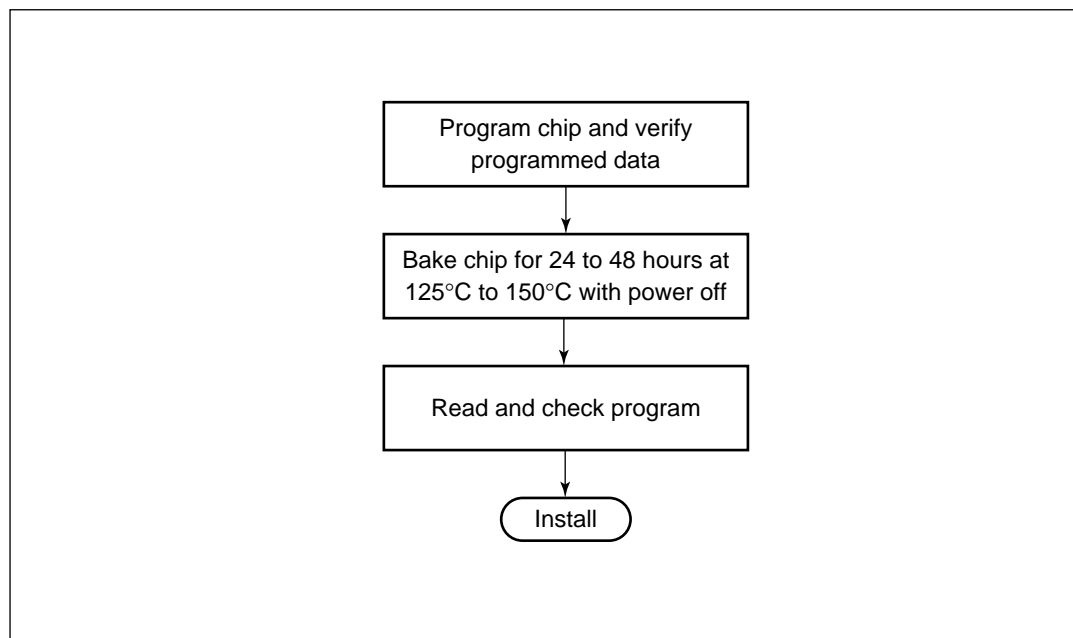 Program chip and verify
programmed data
Bake chip for 24 to 48 hours at
125°C to 150°C with power off
Read and check program
Install